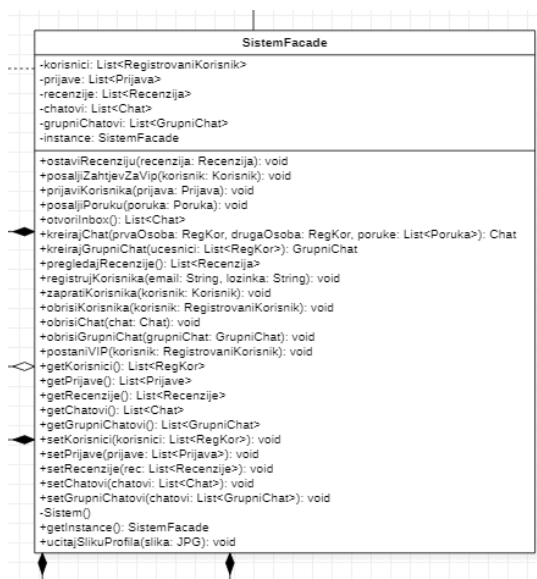 SistemFacade
-korisnici: List<RegistrovaniKorisnik>
-prijave: List<Prijava>
-recenzije: List<Recenzija>
-chatovi: List<Chat>
-grupniChatovi: List<GrupniChat>
-instance: SistemFacade
+ostaviRecenziju(recenzija: Recenzija): void
+posaljiZahtjevZaVip(korisnik: Korisnik): void
+prijaviKorisnika(prijava: Prijava): void
+posaljiPoruku(poruka: Poruka): void
+otvoriInbox(): List<Chat>
+kreirajChat(prvaOsoba: RegKor, drugaOsoba: RegKor, poruke: List<Poruka>): Chat
+kreirajGrupniChat(ucesnici: List<RegKor>): GrupniChat
+pregledajRecenzije(): List<Recenzija>
+registrujKorisnika(email: String, lozinka: String): void
+zapratiKorisnika(korisnik: Korisnik): void
+obrisiKorisnika(korisnik: RegistrovaniKorisnik): void
+obrisiChat(chat: Chat): void
+obrisiGrupniChat(grupniChat: GrupniChat): void
+postaniVIP(korisnik: RegistrovaniKorisnik): void
+getKorisnici(): List<RegKor>
+getPrijave(): List<Prijave>
+getRecenzije(): List<Recenzije>
+getChatovi(): List<Chat>
+getGrupniChatovi(): List<GrupniChat>
+setKorisnici(korisnici: List<RegKor>): void
+setPrijave(prijave: List<Prijava>): void
+setRecenzije(rec: List<Recenzije>): void
+setChatovi(chatovi: List<Chat>): void
+setGrupniChatovi(chatovi: List<GrupniChat>): void
-Sistem()
+getInstance(): SistemFacade
+ucitajSlikuProfila(slika: JPG): void